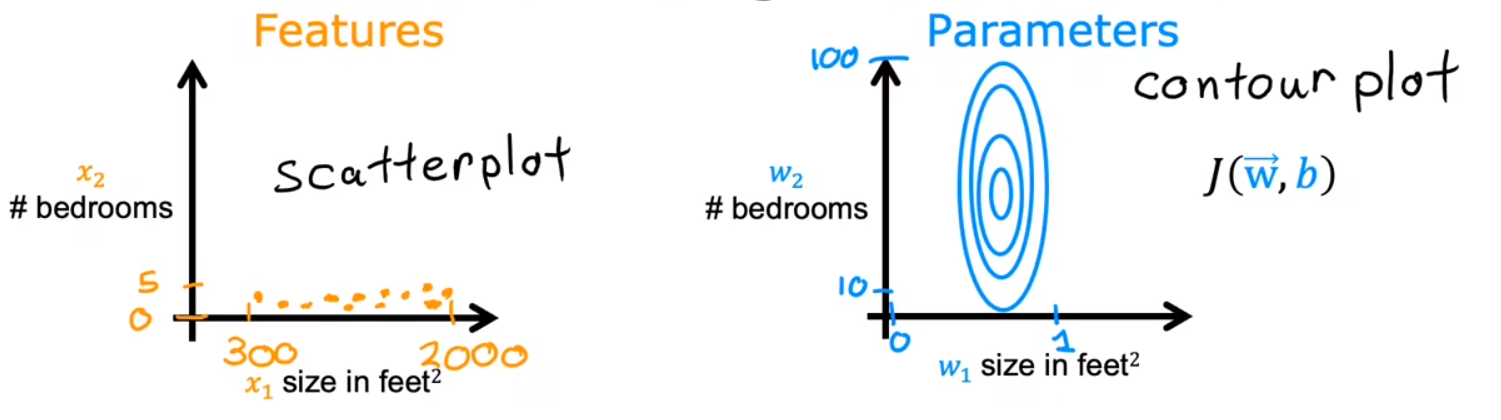 Features
scatterplot
x₂
# bedrooms
5
0
300
2000
x₁ size in feet²
Parameters
100
contour plot
w₂
# bedrooms
J(w⃗, b)
10
0
1
w₁ size in feet²